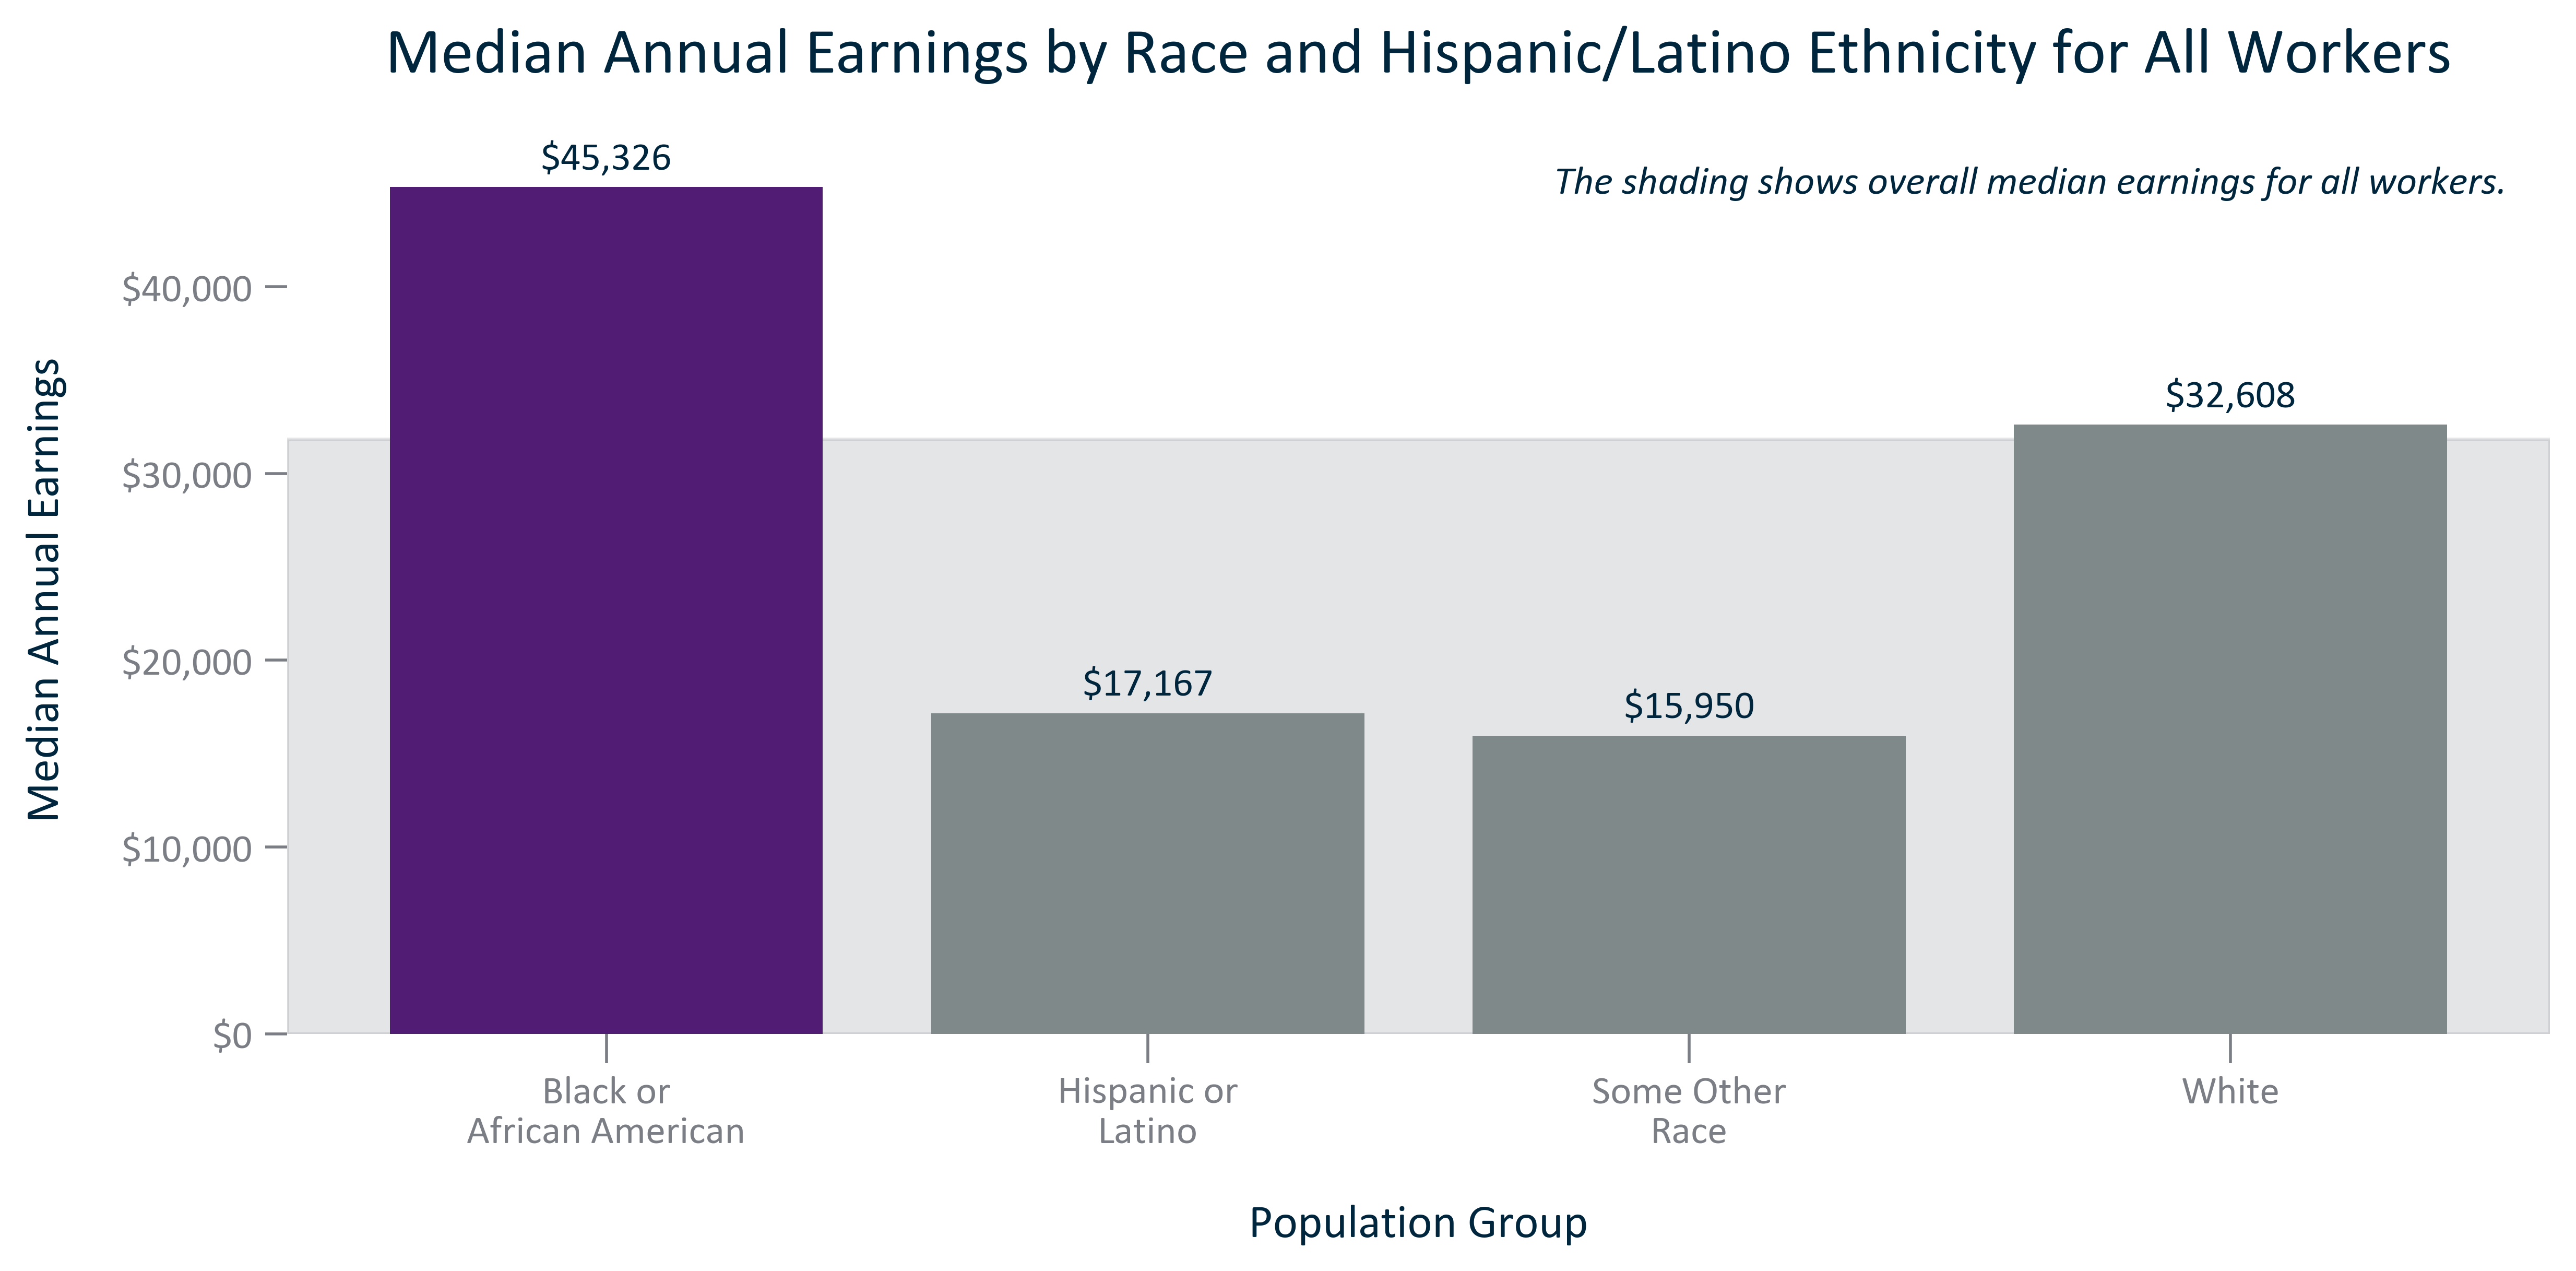 Median Annual Earnings by Race and Hispanic/Latino Ethnicity for All Workers
The shading shows overall median earnings for all workers.
Median Annual Earnings
$40,000
$30,000
$20,000
$10,000
$0
$45,326
$17,167
$15,950
$32,608
Black or
African American
Hispanic or
Latino
Some Other
Race
White
Population Group